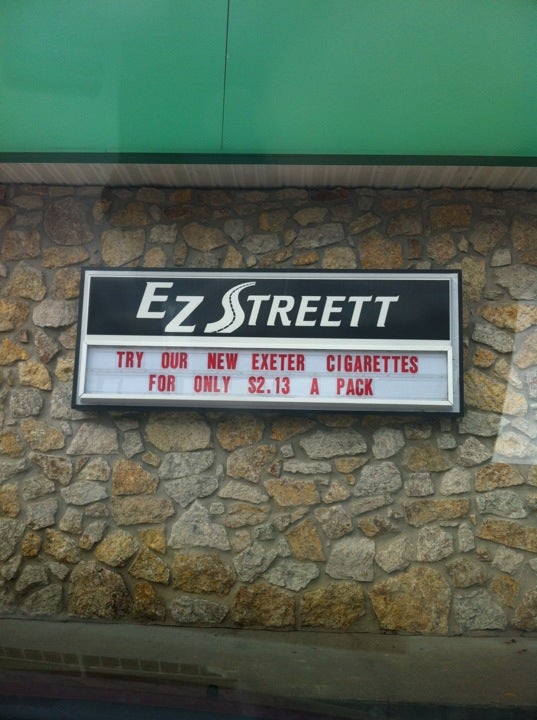 EZ STREETT
TRY OUR NEW EXETER CIGARETTES
FOR ONLY $2.13 A PACK